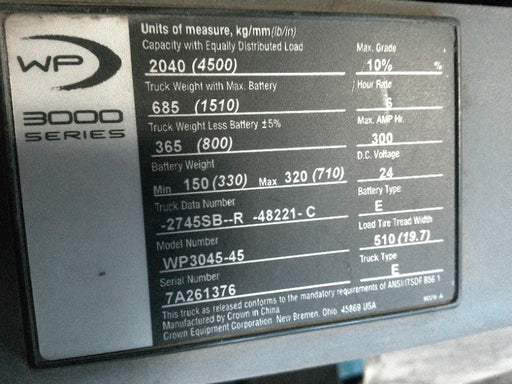 WP
3000
SERIES
Units of measure, kg/mm(lb/in)
Capacity with Equally Distributed Load
2040 (4500)
Max. Grade
10% %
Truck Weight with Max. Battery
685 (1510)
/ Hour Rate
6
Truck Weight Less Battery ±5%
365 (800)
Max. AMP Hr.
300
Battery Weight
Min 150 (330) Max 320 (710)
D.C. Voltage
24
Truck Data Number
-2745SB--R -48221- C
Battery Type
E
Model Number
WP3045-45
Load Tire Tread Width
510 (19.7)
Serial Number
7A261376
Truck Type
E
This truck as released conforms to the mandatory requirements of ANSI/ITSDF B56.1
Manufactured by Crown in China
Crown Equipment Corporation New Bremen, Ohio 45869 USA